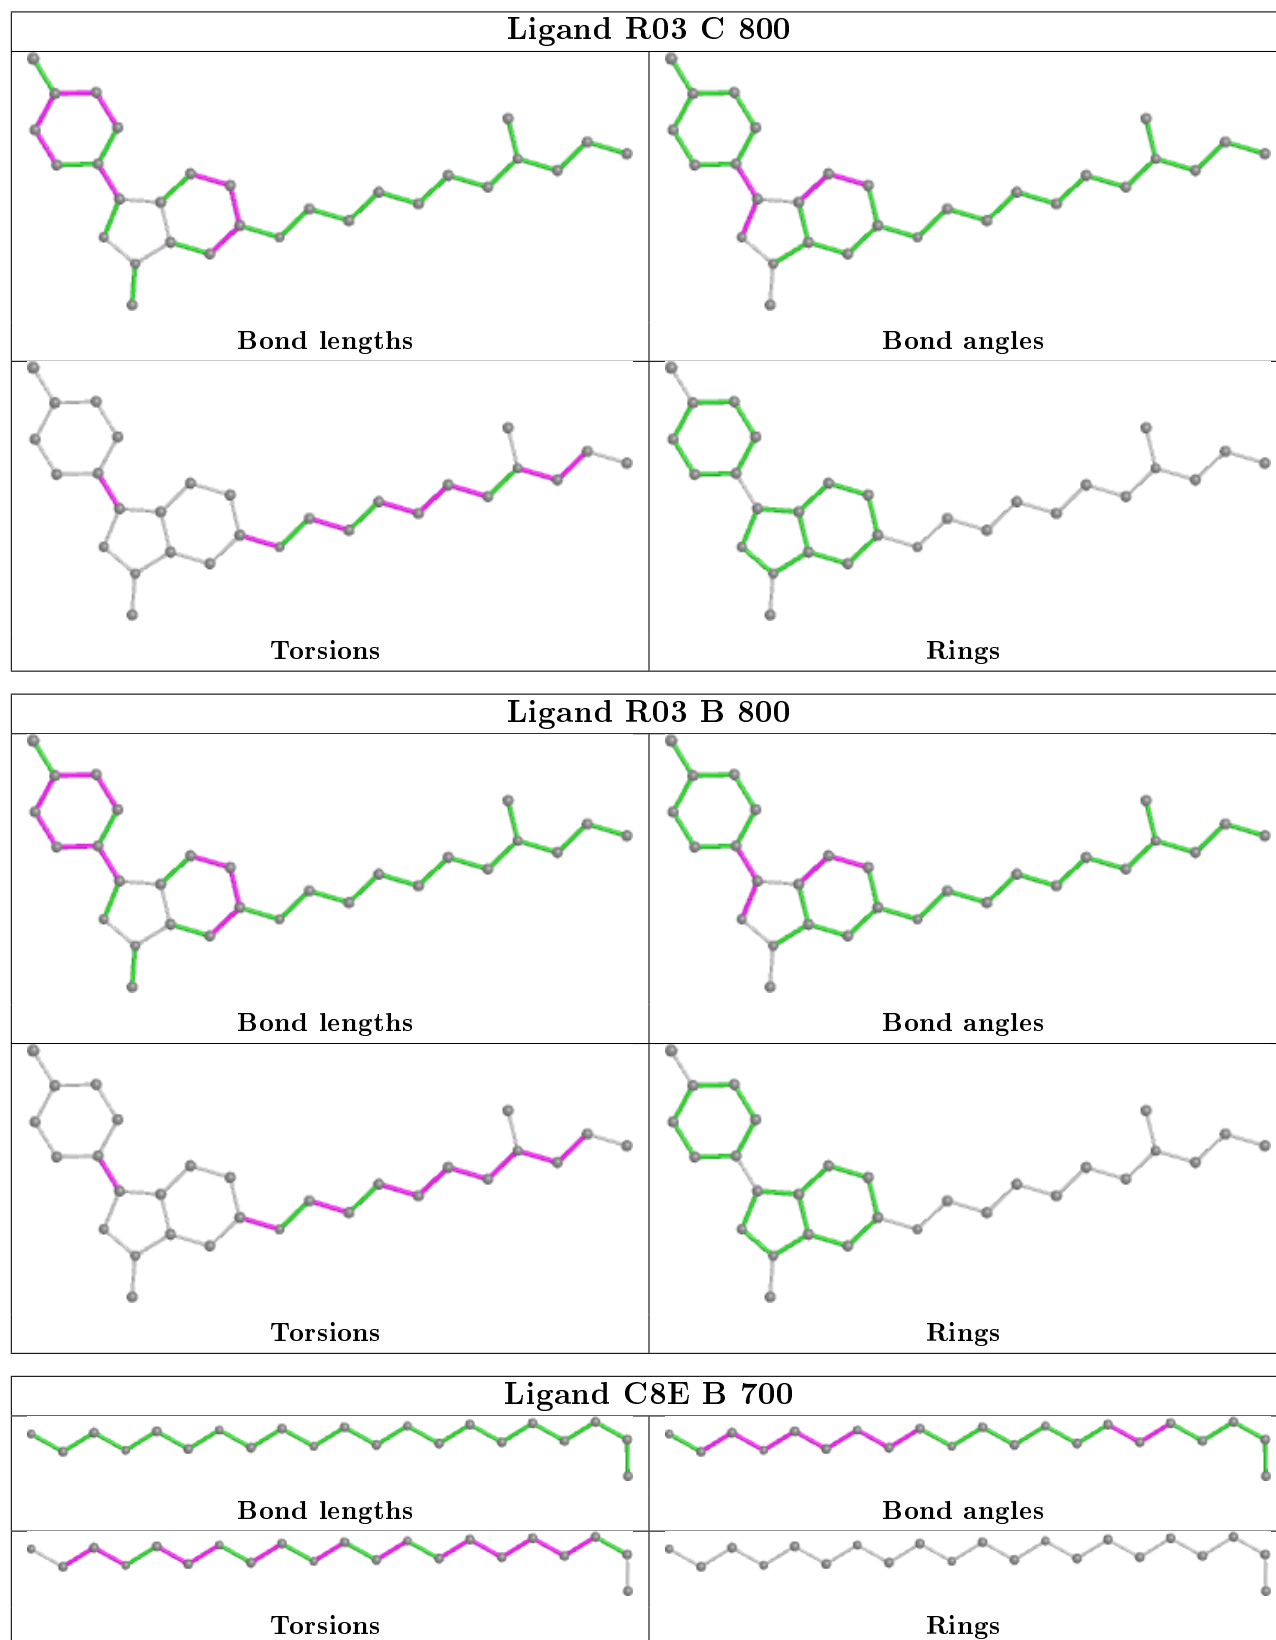 Ligand R03 C 800
Bond lengths
Bond angles
Torsions
Rings
Ligand R03 B 800
Bond lengths
Bond angles
Torsions
Rings
Ligand C8E B 700
Bond lengths
Bond angles
Torsions
Rings